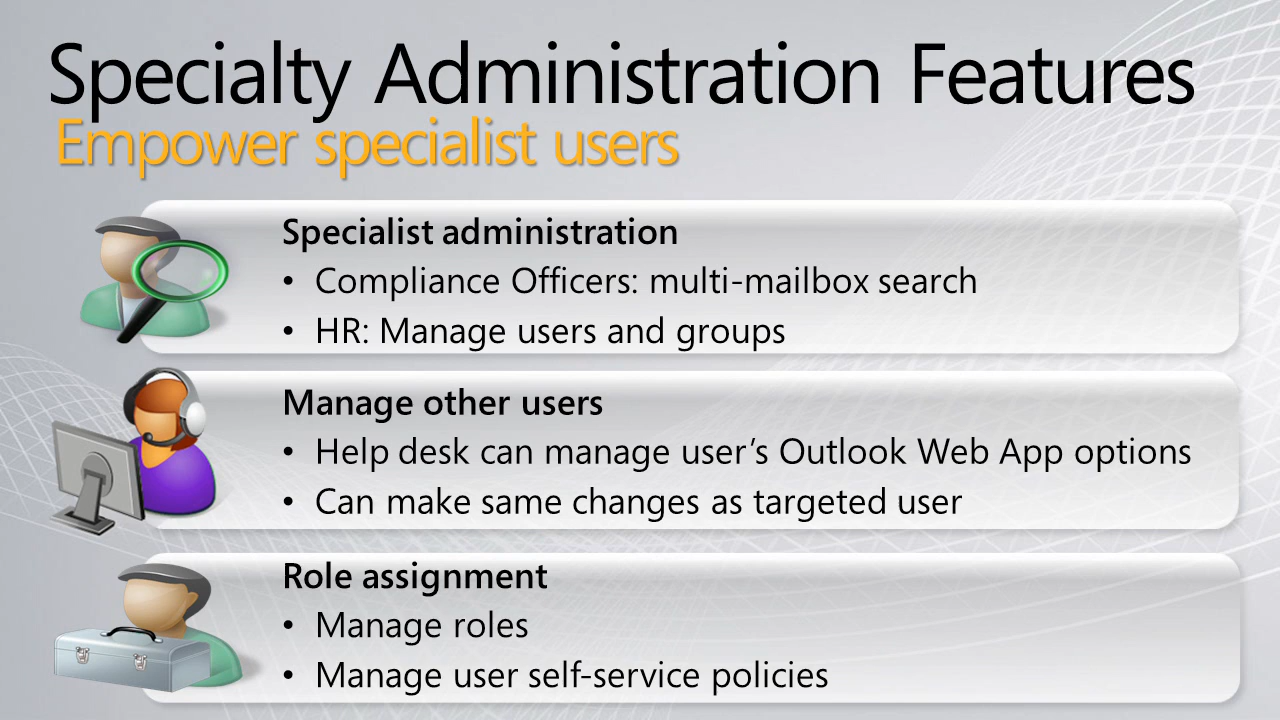 Specialty Administration Features
Empower specialist users
Specialist administration
• Compliance Officers: multi-mailbox search
• HR: Manage users and groups
Manage other users
• Help desk can manage user’s Outlook Web App options
• Can make same changes as targeted user
Role assignment
• Manage roles
• Manage user self-service policies